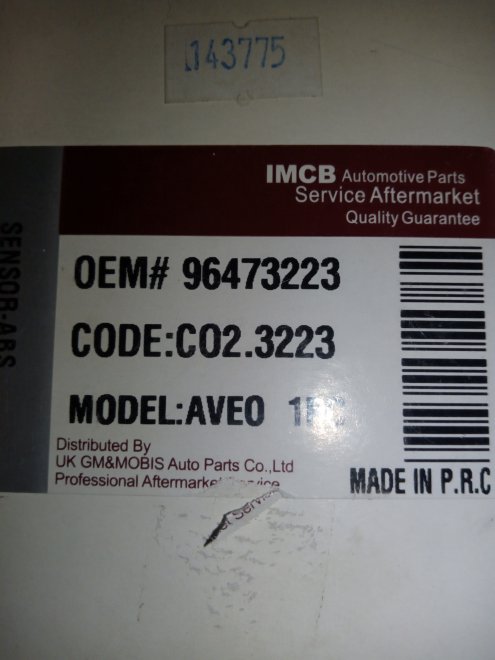 143775
IMCB Automotive Parts
Service Aftermarket
Quality Guarantee
SENSOR-ABS
OEM# 96473223
CODE:CO2.3223
MODEL:AVEO
Distributed By
UK GM&MOBIS Auto Parts Co.,Ltd
Professional Aftermarket Service
MADE IN P.R.C